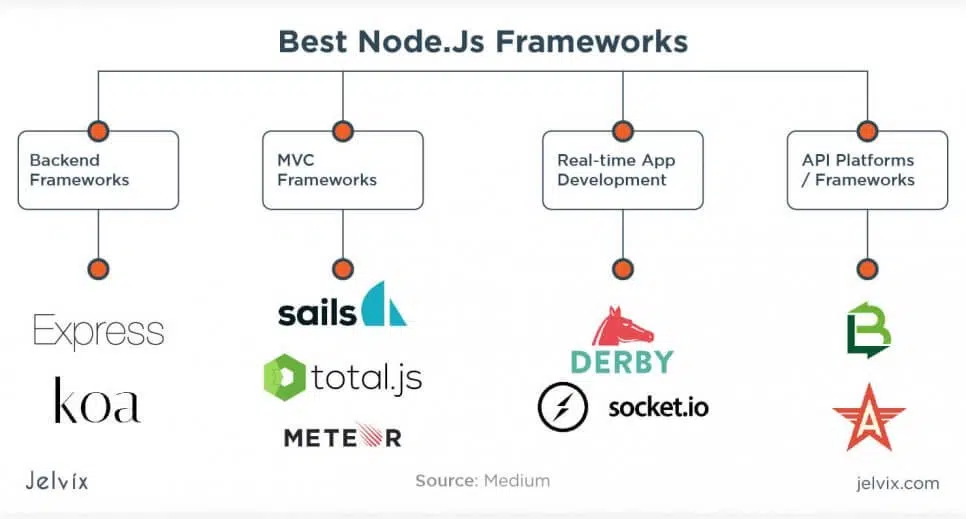 Best Node.Js Frameworks
Backend
Frameworks
MVC
Frameworks
Real-time App
Development
API Platforms
/ Frameworks
Express
koa
sails
total.js
METEOR
DERBY
socket.io
B
A
Jelvix
Source: Medium
jelvix.com